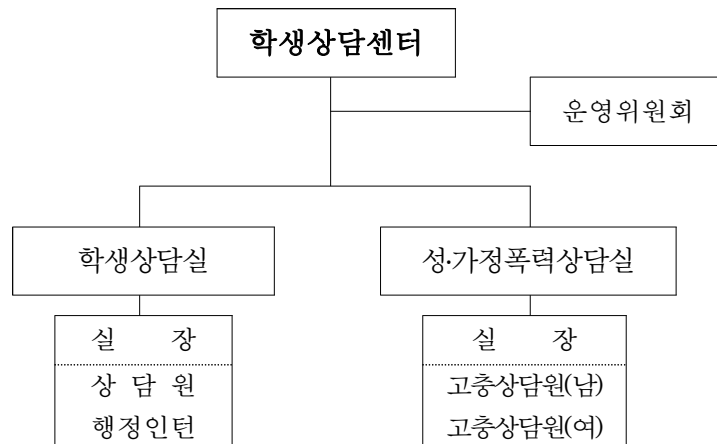 학생상담센터
운영위원회
학생상담실
성·가정폭력상담실
실 장
상 담 원
행정인턴
실 장
고충상담원(남)
고충상담원(여)